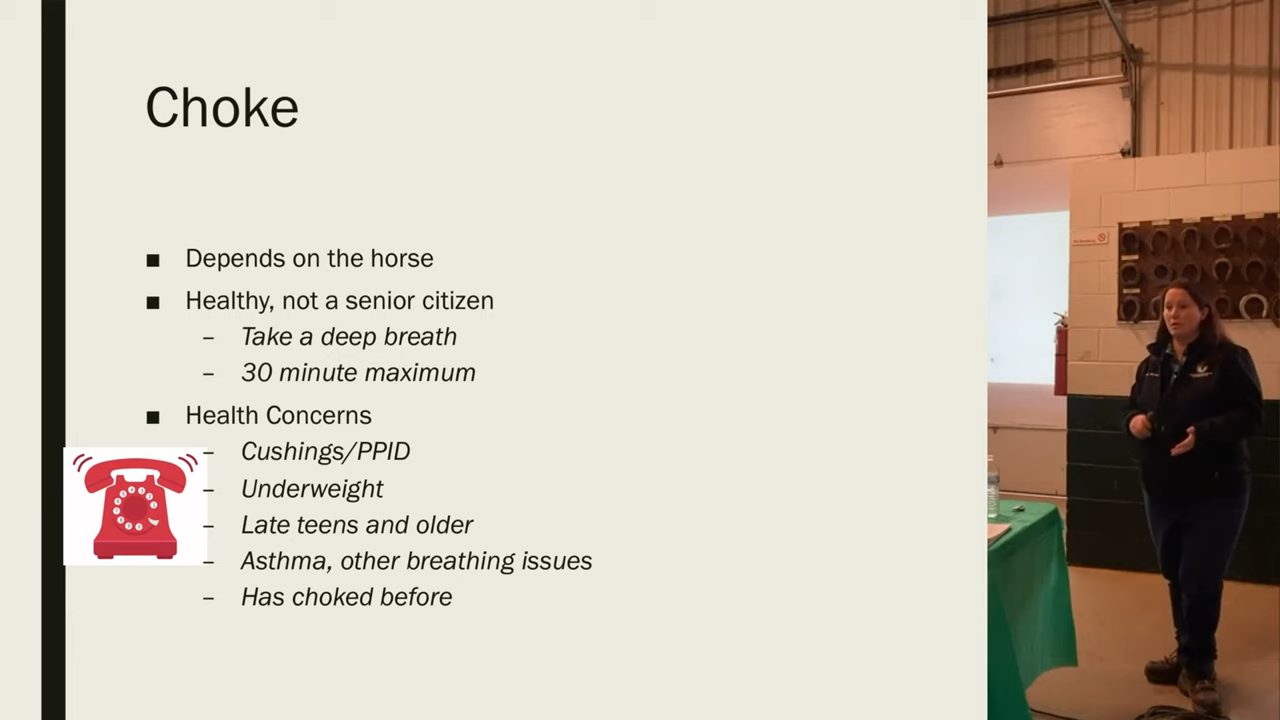 Choke
■ Depends on the horse
■ Healthy, not a senior citizen
– Take a deep breath
– 30 minute maximum
■ Health Concerns
– Cushings/PPID
– Underweight
– Late teens and older
– Asthma, other breathing issues
– Has choked before